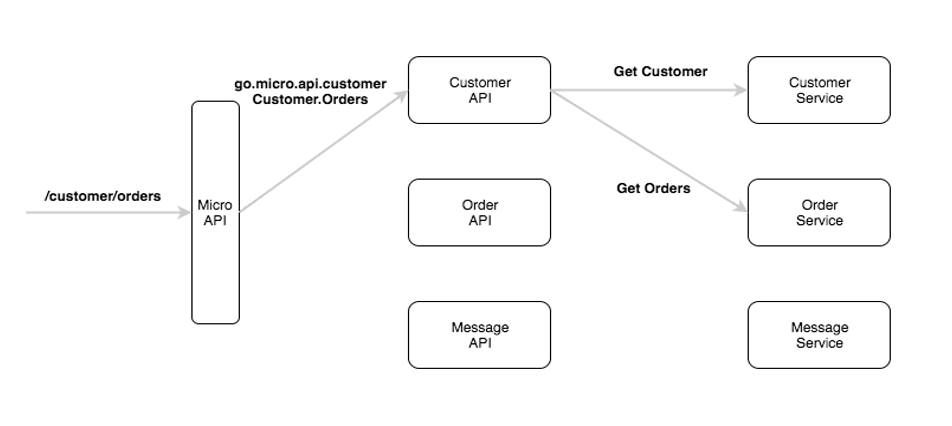 go.micro.api.customer
Customer.Orders
/customer/orders
Micro
API
Customer
API
Get Customer
Customer
Service
Order
API
Get Orders
Order
Service
Message
API
Message
Service